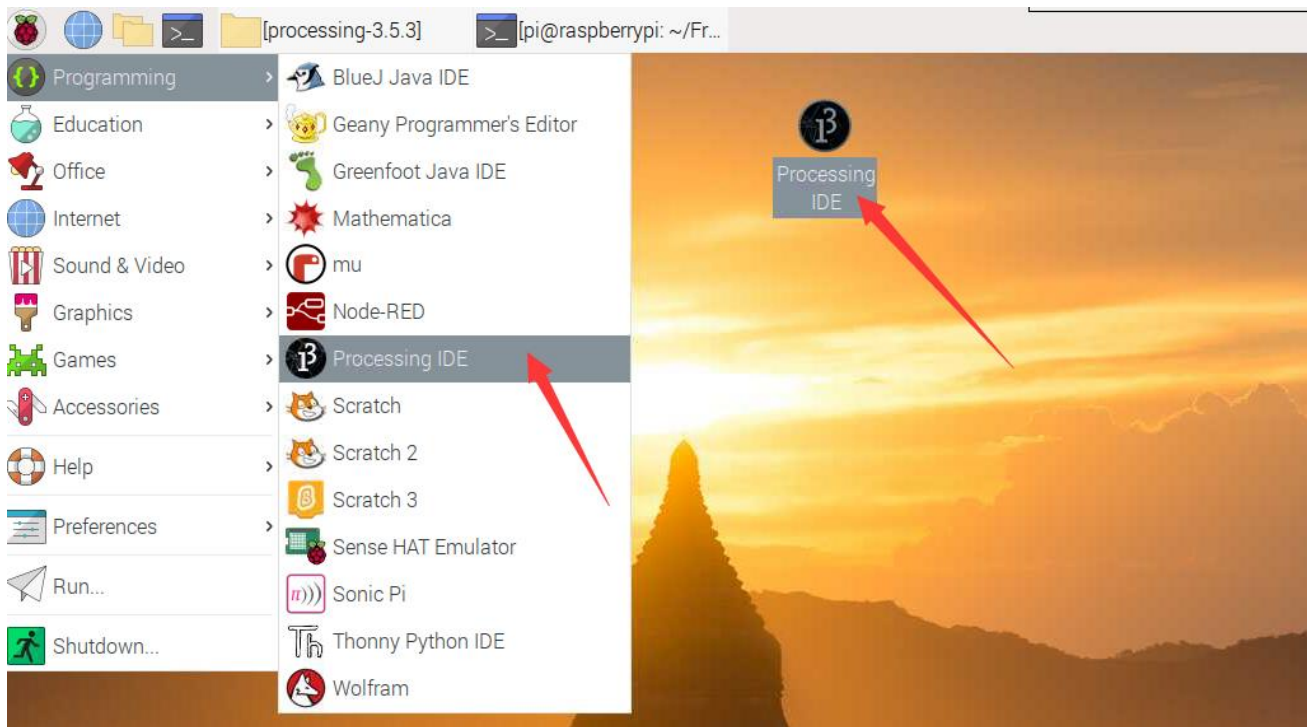 [processing-3.5.3]
[pi@raspberrypi: ~/Fr...
Programming
Education
Office
Internet
Sound & Video
Graphics
Games
Accessories
Help
Preferences
Run...
Shutdown...
BlueJ Java IDE
Geany Programmer's Editor
Greenfoot Java IDE
Mathematica
mu
Node-RED
Processing IDE
Scratch
Scratch 2
Scratch 3
Sense HAT Emulator
Sonic Pi
Thonny Python IDE
Wolfram
Processing
IDE